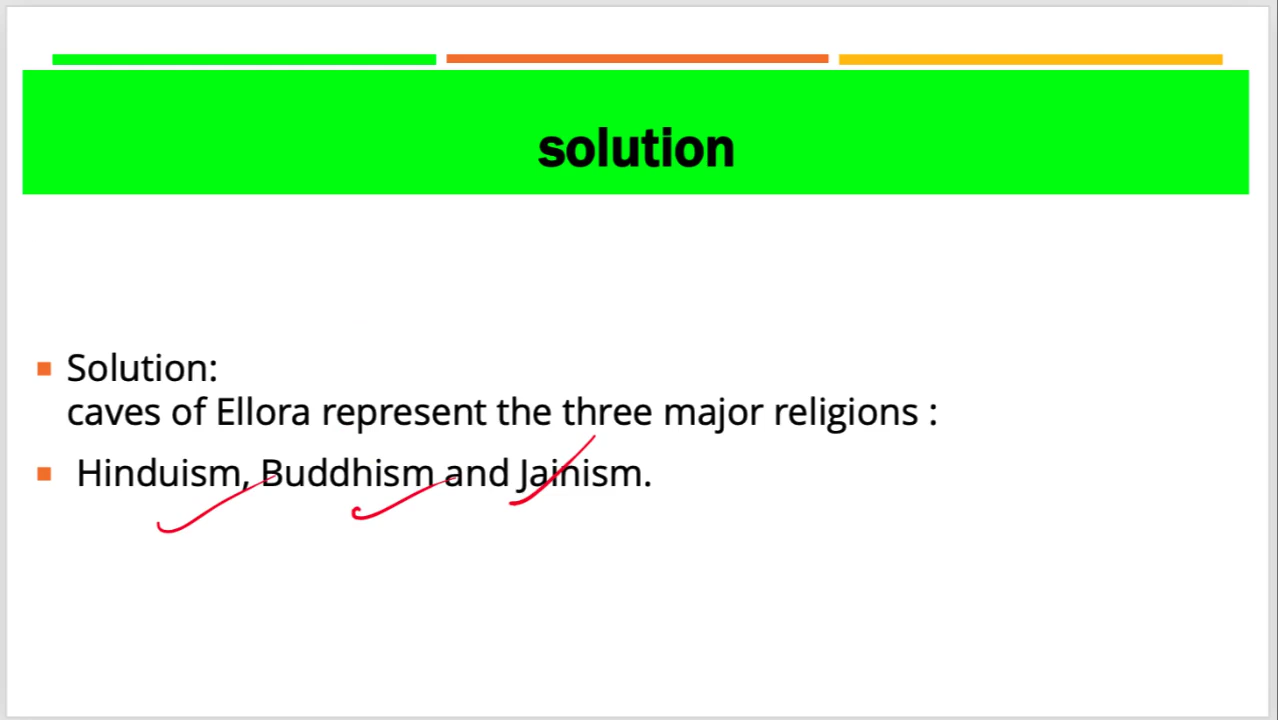 solution
Solution:
caves of Ellora represent the three major religions :
Hinduism, Buddhism and Jainism.